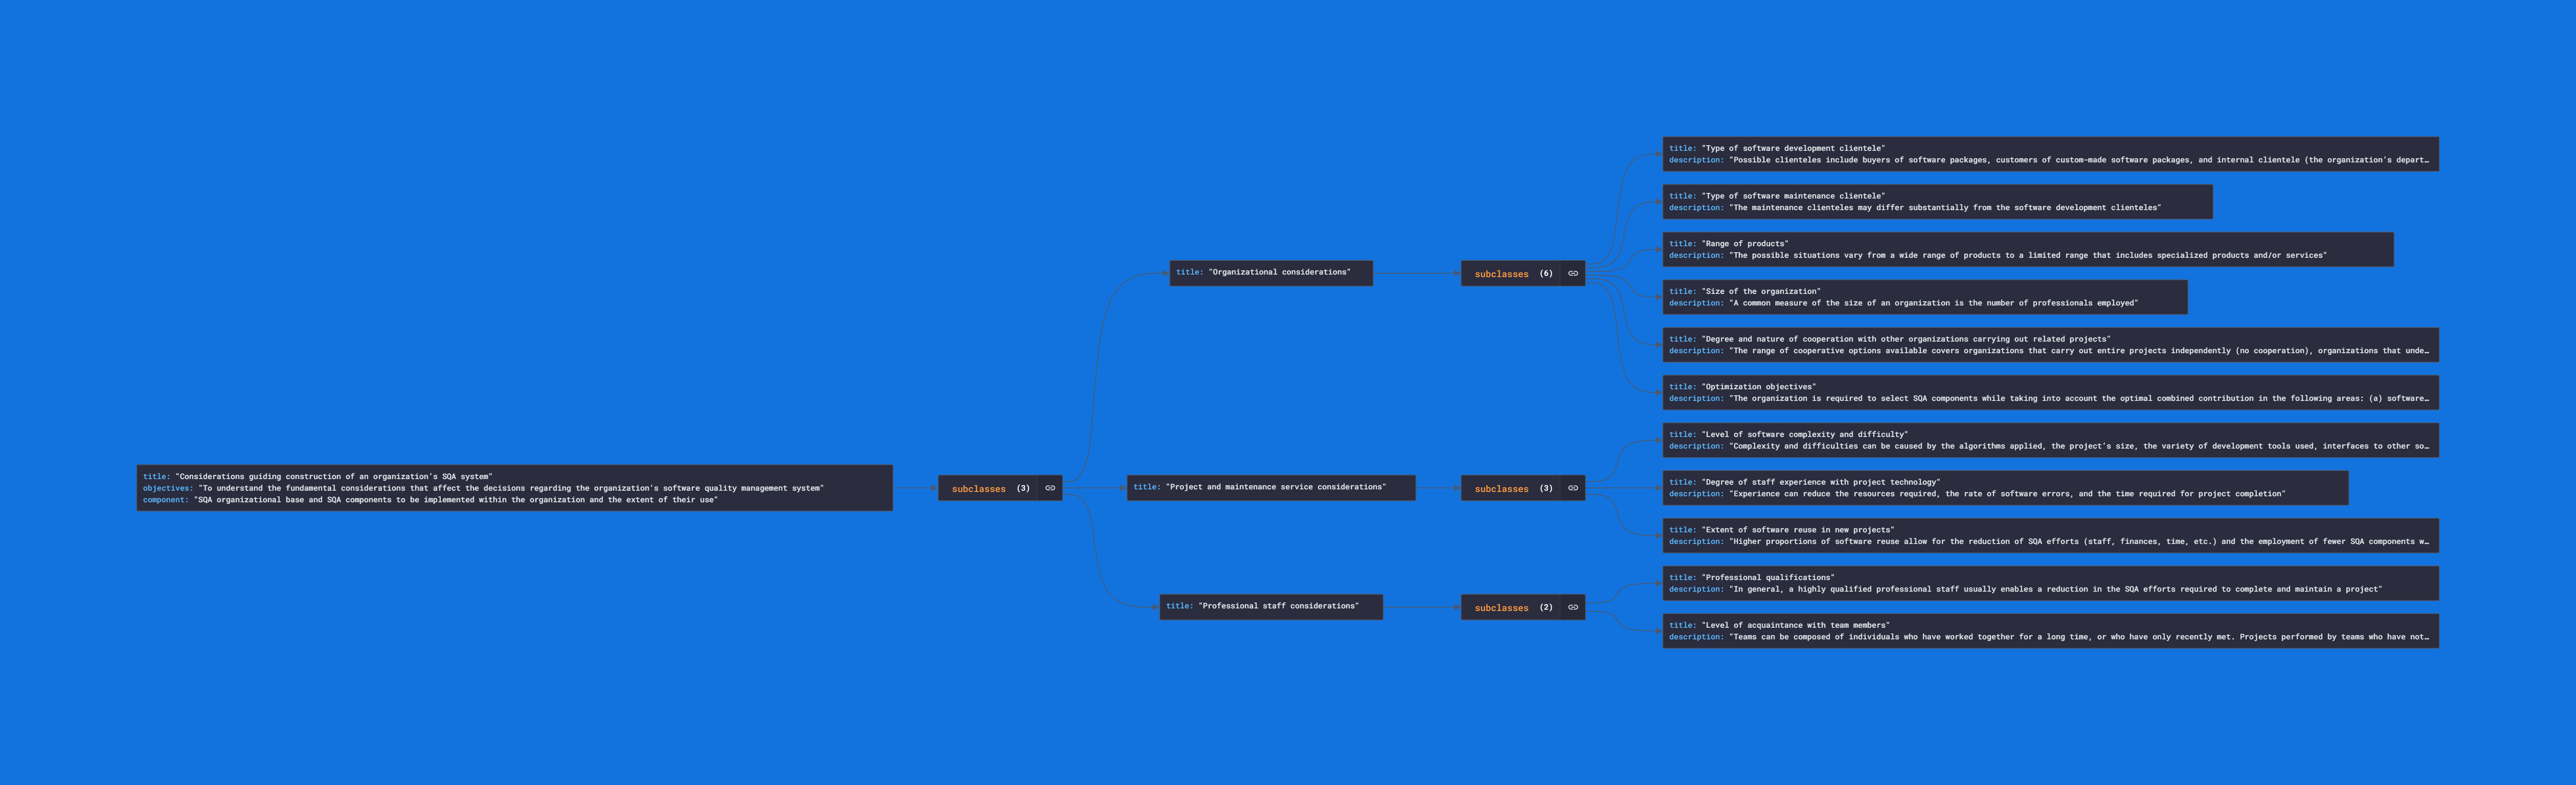 title: "Considerations guiding construction of an organization's SQA system"
objectives: "To understand the fundamental considerations that affect the decisions regarding the organization's software quality management system"
component: "SQA organizational base and SQA components to be implemented within the organization and the extent of their use"
subclasses (3)
title: "Organizational considerations"
subclasses (6)
title: "Type of software development clientele"
description: "Possible clienteles include buyers of software packages, customers of custom-made software packages, and internal clientele (the organization's depart…
title: "Type of software maintenance clientele"
description: "The maintenance clienteles may differ substantially from the software development clienteles"
title: "Range of products"
description: "The possible situations vary from a wide range of products to a limited range that includes specialized products and/or services"
title: "Size of the organization"
description: "A common measure of the size of an organization is the number of professionals employed"
title: "Degree and nature of cooperation with other organizations carrying out related projects"
description: "The range of cooperative options available covers organizations that carry out entire projects independently (no cooperation), organizations that unde…
title: "Optimization objectives"
description: "The organization is required to select SQA components while taking into account the optimal combined contribution in the following areas: (a) software…
title: "Project and maintenance service considerations"
subclasses (3)
title: "Level of software complexity and difficulty"
description: "Complexity and difficulties can be caused by the algorithms applied, the project's size, the variety of development tools used, interfaces to other so…
title: "Degree of staff experience with project technology"
description: "Experience can reduce the resources required, the rate of software errors, and the time required for project completion"
title: "Extent of software reuse in new projects"
description: "Higher proportions of software reuse allow for the reduction of SQA efforts (staff, finances, time, etc.) and the employment of fewer SQA components w…
title: "Professional staff considerations"
subclasses (2)
title: "Professional qualifications"
description: "In general, a highly qualified professional staff usually enables a reduction in the SQA efforts required to complete and maintain a project"
title: "Level of acquaintance with team members"
description: "Teams can be composed of individuals who have worked together for a long time, or who have only recently met. Projects performed by teams who have not…